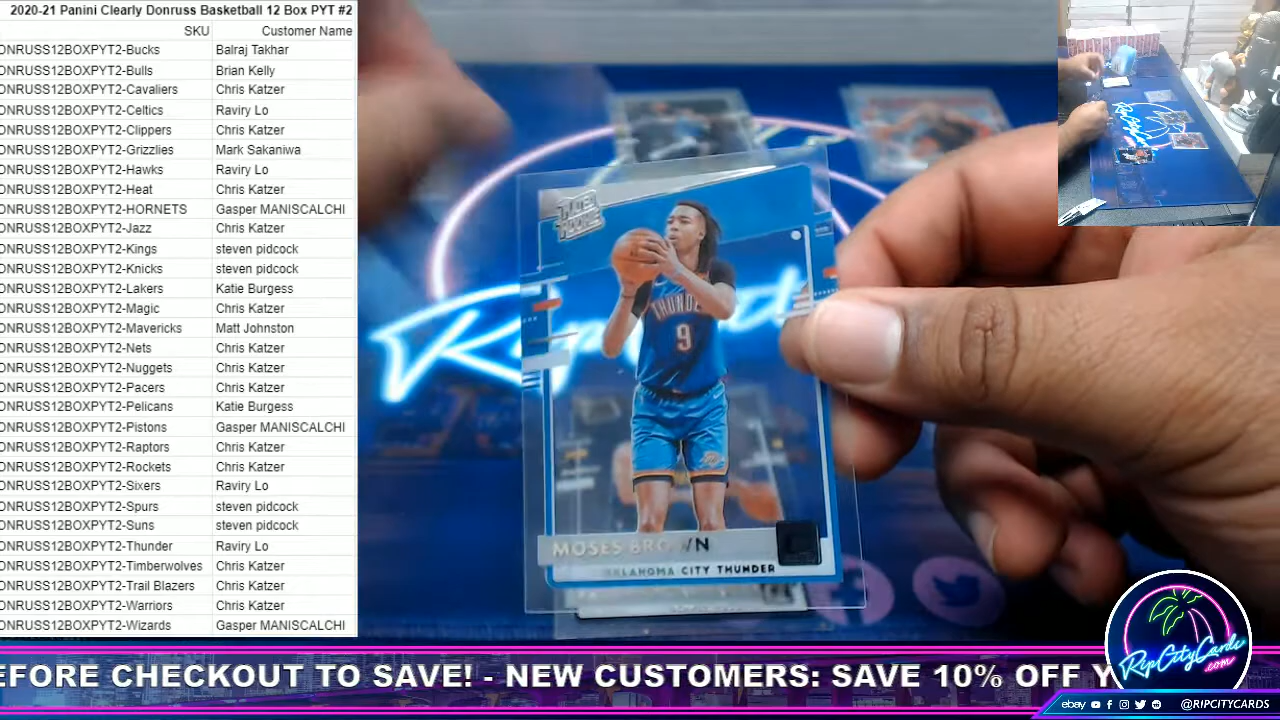 2020-21 Panini Clearly Donruss Basketball 12 Box PYT #2
SKU Customer Name
ONRUSS12BOXPYT2-Bucks Balraj Takhar
ONRUSS12BOXPYT2-Bulls Brian Kelly
ONRUSS12BOXPYT2-Cavaliers Chris Katzer
ONRUSS12BOXPYT2-Celtics Raviry Lo
ONRUSS12BOXPYT2-Clippers Chris Katzer
ONRUSS12BOXPYT2-Grizzlies Mark Sakaniwa
ONRUSS12BOXPYT2-Hawks Raviry Lo
ONRUSS12BOXPYT2-Heat Chris Katzer
ONRUSS12BOXPYT2-HORNETS Gasper MANISCALCHI
ONRUSS12BOXPYT2-Jazz Chris Katzer
ONRUSS12BOXPYT2-Kings steven pidcock
ONRUSS12BOXPYT2-Knicks steven pidcock
ONRUSS12BOXPYT2-Lakers Katie Burgess
ONRUSS12BOXPYT2-Magic Chris Katzer
ONRUSS12BOXPYT2-Mavericks Matt Johnston
ONRUSS12BOXPYT2-Nets Chris Katzer
ONRUSS12BOXPYT2-Nuggets Chris Katzer
ONRUSS12BOXPYT2-Pacers Chris Katzer
ONRUSS12BOXPYT2-Pelicans Katie Burgess
ONRUSS12BOXPYT2-Pistons Gasper MANISCALCHI
ONRUSS12BOXPYT2-Raptors Chris Katzer
ONRUSS12BOXPYT2-Rockets Chris Katzer
ONRUSS12BOXPYT2-Sixers Raviry Lo
ONRUSS12BOXPYT2-Spurs steven pidcock
ONRUSS12BOXPYT2-Suns steven pidcock
ONRUSS12BOXPYT2-Thunder Raviry Lo
ONRUSS12BOXPYT2-Timberwolves Chris Katzer
ONRUSS12BOXPYT2-Trail Blazers Chris Katzer
ONRUSS12BOXPYT2-Warriors Chris Katzer
ONRUSS12BOXPYT2-Wizards Gasper MANISCALCHI
RATED ROOKIE
THUNDER
9
MOSES BROWN
OKLAHOMA CITY THUNDER
EFORE CHECKOUT TO SAVE! - NEW CUSTOMERS: SAVE 10% OFF Y
RipCityCards
.com
ebay @RIPCITYCARDS